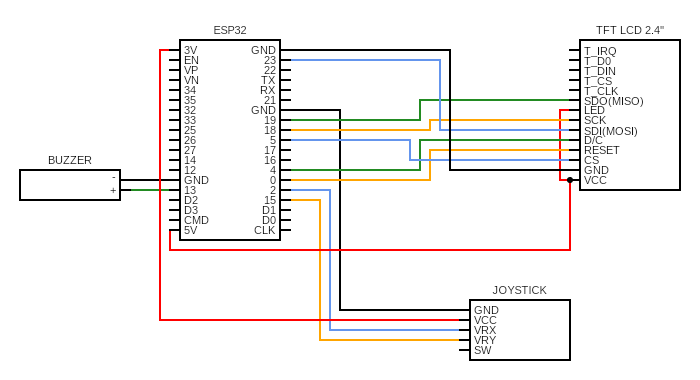 ESP32
TFT LCD 2.4"
3V GND
EN 23
VP 22
VN TX
34 RX
35 21
32 GND
33 19
25 18
26 5
27 17
14 16
12 4
GND 0
13 2
D2 15
D3 D1
CMD D0
5V CLK
T_IRQ
T_D0
T_DIN
T_CS
T_CLK
SDO(MISO)
LED
SCK
SDI(MOSI)
D/C
RESET
CS
GND
VCC
BUZZER
-
+
JOYSTICK
GND
VCC
VRX
VRY
SW